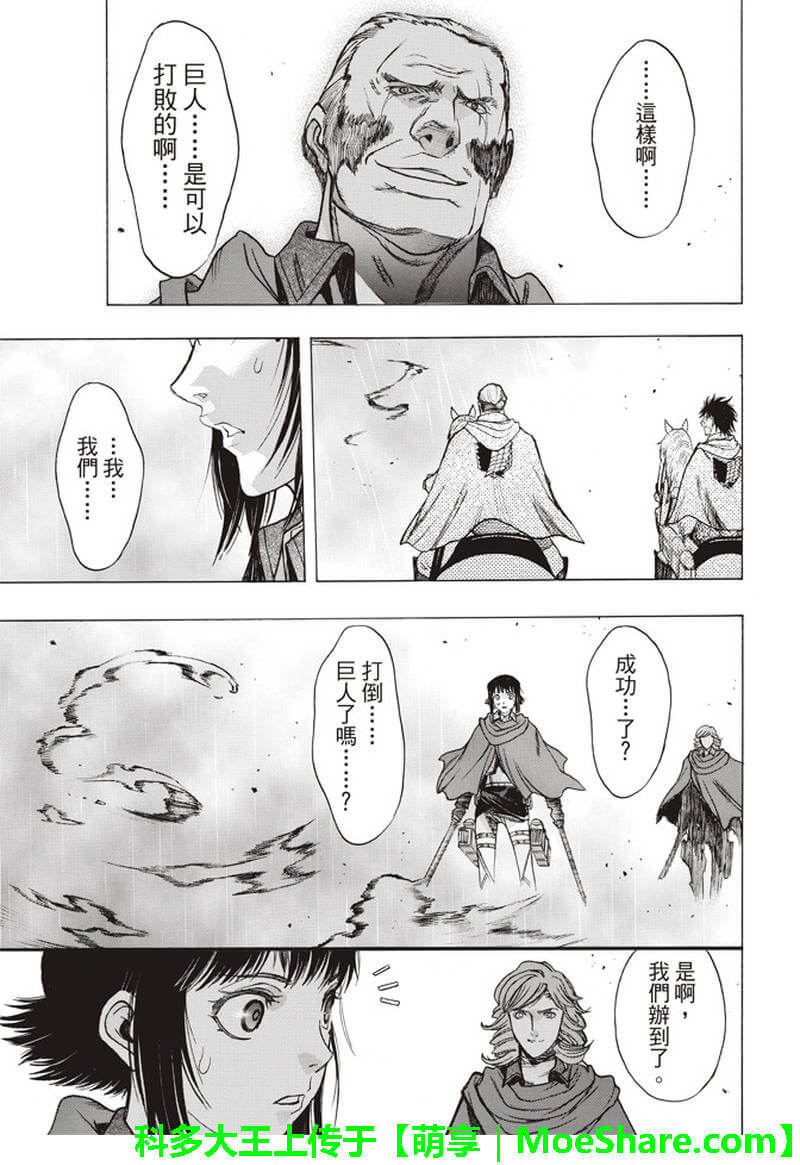 ……這樣啊……
巨人……是可以
打敗的啊……
…我…
我們……
成功…了?
打倒……
巨人了嗎……?
是啊，
我們辦到了。
科多大王上传于【萌享│MoeShare.com】